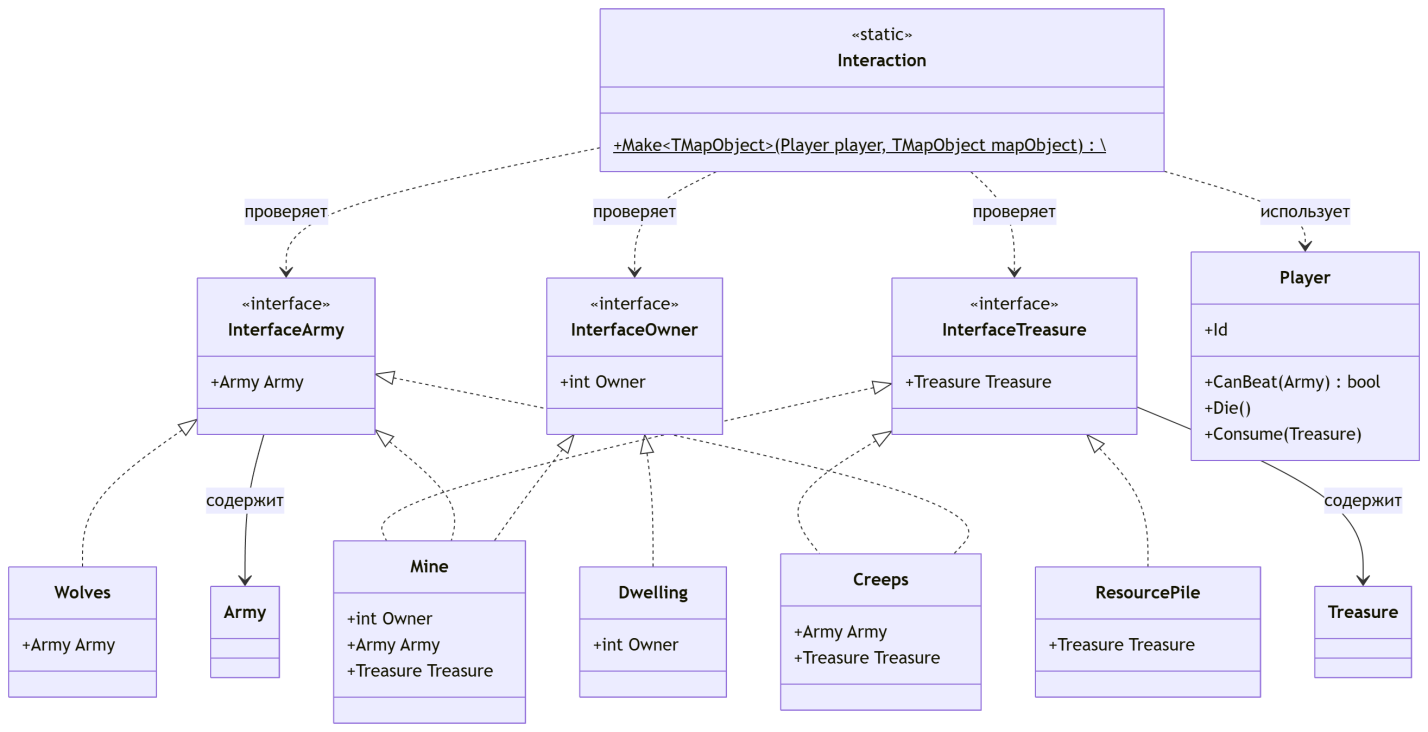 «static»
Interaction
+Make<TMapObject>(Player player, TMapObject mapObject) : \
проверяет
проверяет
проверяет
использует
«interface»
InterfaceArmy
+Army Army
«interface»
InterfaceOwner
+int Owner
«interface»
InterfaceTreasure
+Treasure Treasure
Player
+Id
+CanBeat(Army) : bool
+Die()
+Consume(Treasure)
содержит
содержит
Wolves
+Army Army
Army
Mine
+int Owner
+Army Army
+Treasure Treasure
Dwelling
+int Owner
Creeps
+Army Army
+Treasure Treasure
ResourcePile
+Treasure Treasure
Treasure